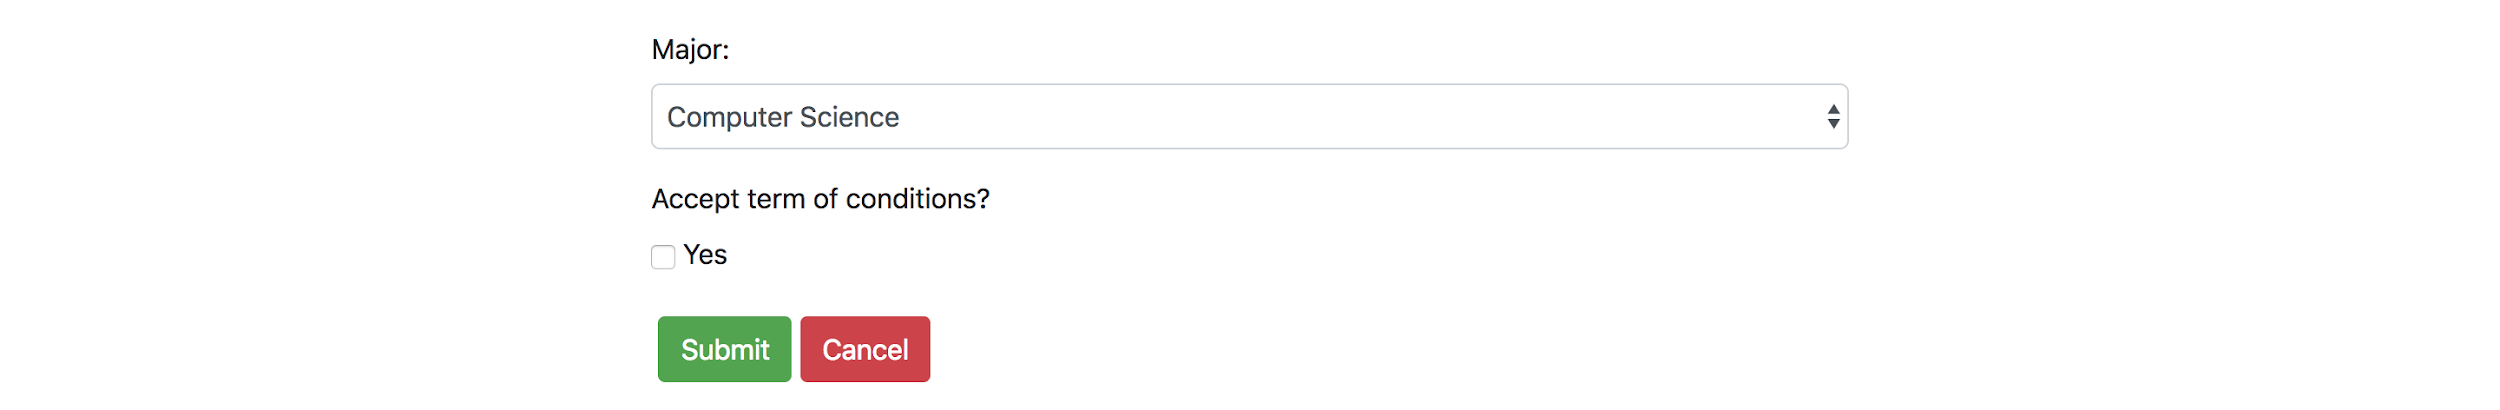 Major:
Computer Science
Accept term of conditions?
Yes
Submit Cancel